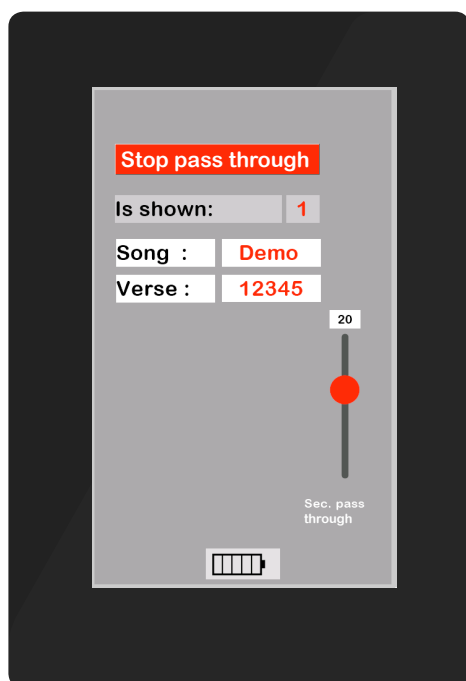 Stop pass through
Is shown: 1
Song : Demo
Verse : 12345
20
Sec. pass
through